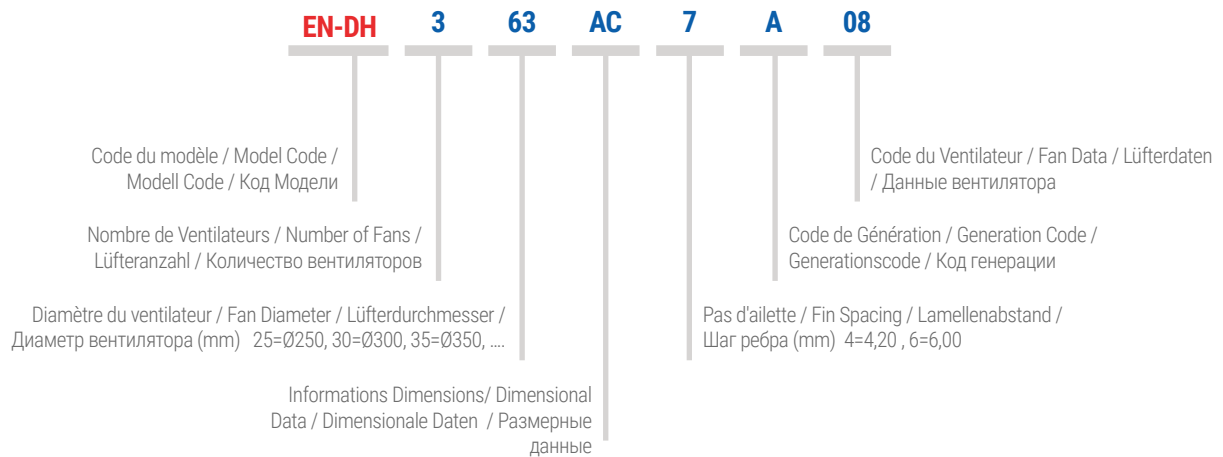 EN-DH 3 63 AC 7 A 08
Code du modèle / Model Code /
Modell Code / Код Модели
Nombre de Ventilateurs / Number of Fans /
Lüfteranzahl / Количество вентиляторов
Diamètre du ventilateur / Fan Diameter / Lüfterdurchmesser /
Диаметр вентилятора (mm) 25=Ø250, 30=Ø300, 35=Ø350, ....
Informations Dimensions/ Dimensional
Data / Dimensionale Daten / Размерные
данные
Code du Ventilateur / Fan Data / Lüfterdaten
/ Данные вентилятора
Code de Génération / Generation Code /
Generationscode / Код генерации
Pas d'ailette / Fin Spacing / Lamellenabstand /
Шаг ребра (mm) 4=4,20 , 6=6,00